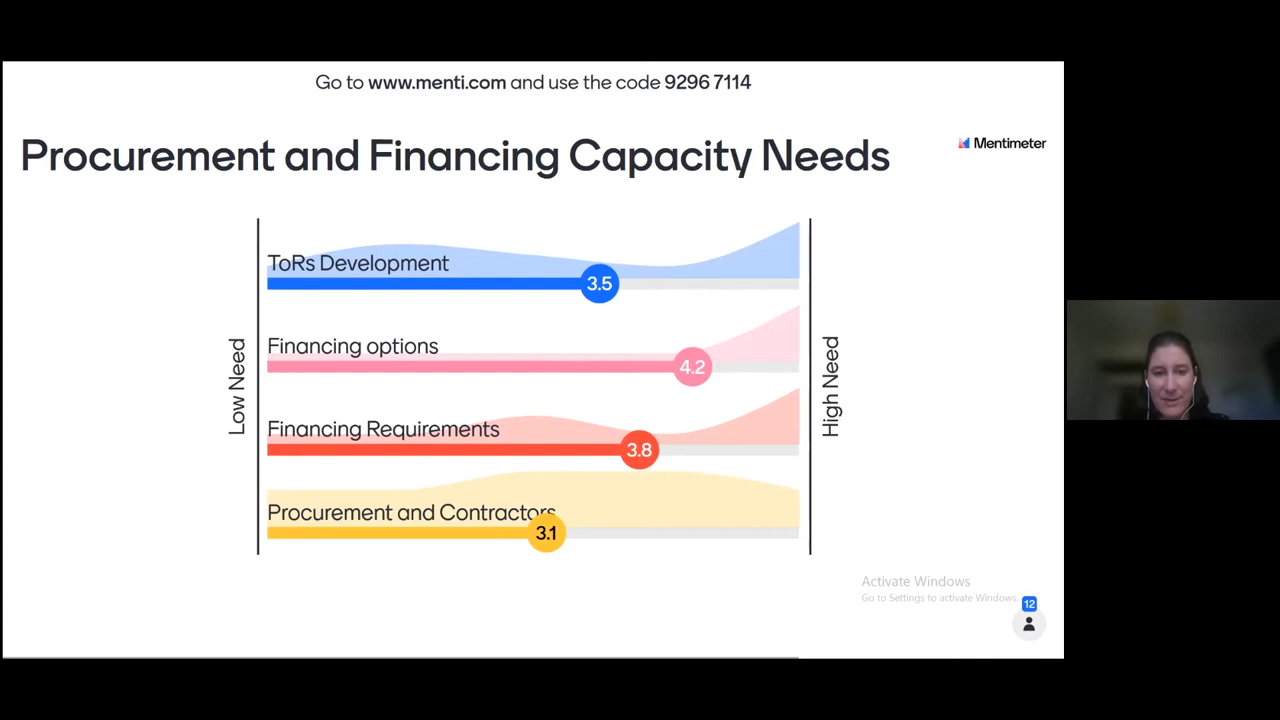 Go to www.menti.com and use the code 9296 7114
Procurement and Financing Capacity Needs
Mentimeter
ToRs Development
3.5
Financing options
4.2
Low Need
High Need
Financing Requirements
3.8
Procurement and Contractors
3.1
Activate Windows
Go to Settings to activate Windows.
12